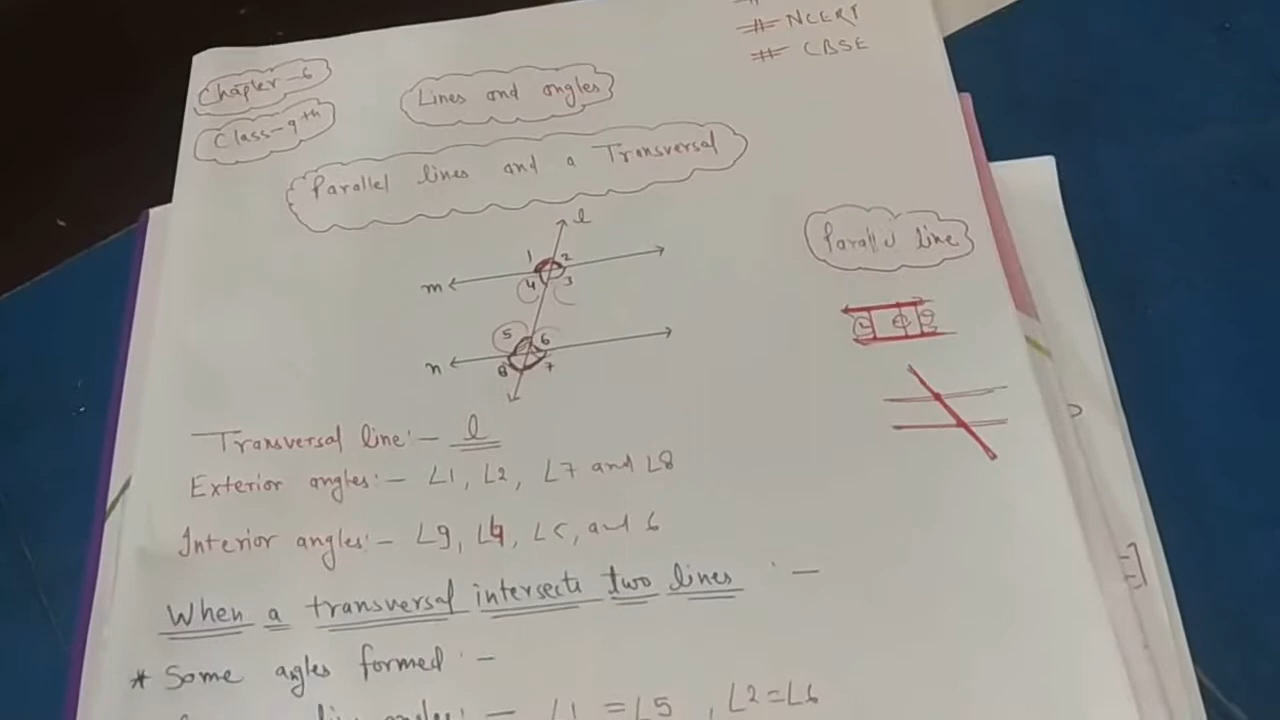 # NCERT
# CBSE
Chapter-6
Lines and angles
Class-9th
Parallel lines and a Transversal
l
1 2
m 4 3
5 6
n 8 7
Parallel line
Transversal line:- l
Exterior angles:- ∠1, ∠2, ∠7 and ∠8
Interior angles:- ∠3, ∠4, ∠5, and 6
When a transversal intersects two lines :-
* Some angles formed :-
angles:- ∠1 = ∠5, ∠2=∠6